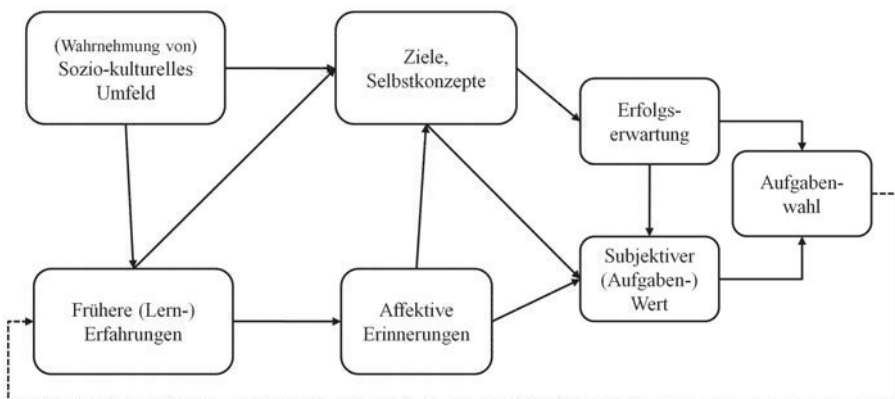 (Wahrnehmung von)
Sozio-kulturelles
Umfeld
Ziele,
Selbstkonzepte
Erfolgs-
erwartung
Aufgaben-
wahl
Subjektiver
(Aufgaben-)
Wert
Frühere (Lern-)
Erfahrungen
Affektive
Erinnerungen